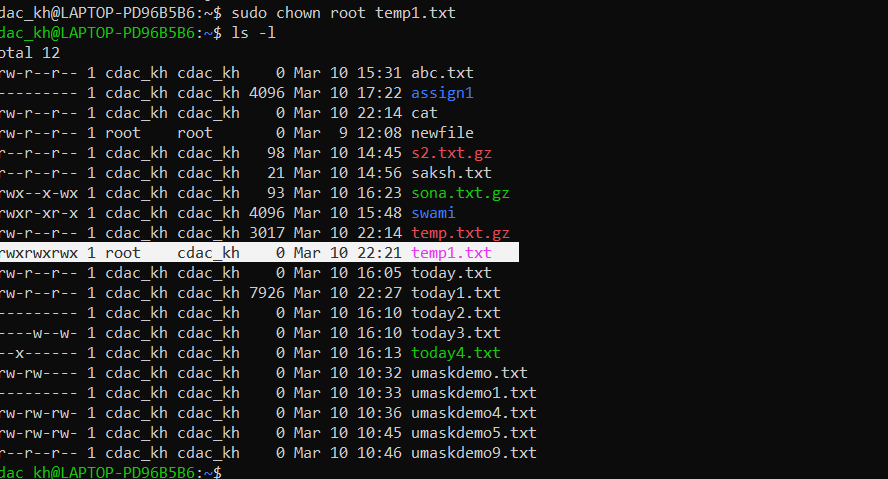 dac_kh@LAPTOP-PD96B5B6:~$ sudo chown root temp1.txt
dac_kh@LAPTOP-PD96B5B6:~$ ls -l
otal 12
rw-r--r-- 1 cdac_kh cdac_kh    0 Mar 10 15:31 abc.txt
--------- 1 cdac_kh cdac_kh 4096 Mar 10 17:22 assign1
rw-r--r-- 1 cdac_kh cdac_kh    0 Mar 10 22:14 cat
rw-r--r-- 1 root    root       0 Mar  9 12:08 newfile
r--r--r-- 1 cdac_kh cdac_kh   98 Mar 10 14:45 s2.txt.gz
r--r--r-- 1 cdac_kh cdac_kh   21 Mar 10 14:56 saksh.txt
rwx--x-wx 1 cdac_kh cdac_kh   93 Mar 10 16:23 sona.txt.gz
rwxr-xr-x 1 cdac_kh cdac_kh 4096 Mar 10 15:48 swami
rw-r--r-- 1 cdac_kh cdac_kh 3017 Mar 10 22:14 temp.txt.gz
rwxrwxrwx 1 root    cdac_kh    0 Mar 10 22:21 temp1.txt
rw-r--r-- 1 cdac_kh cdac_kh    0 Mar 10 16:05 today.txt
rw-r--r-- 1 cdac_kh cdac_kh 7926 Mar 10 22:27 today1.txt
--------- 1 cdac_kh cdac_kh    0 Mar 10 16:10 today2.txt
----w--w- 1 cdac_kh cdac_kh    0 Mar 10 16:10 today3.txt
--x------ 1 cdac_kh cdac_kh    0 Mar 10 16:13 today4.txt
rw-rw---- 1 cdac_kh cdac_kh    0 Mar 10 10:32 umaskdemo.txt
--------- 1 cdac_kh cdac_kh    0 Mar 10 10:33 umaskdemo1.txt
rw-rw-rw- 1 cdac_kh cdac_kh    0 Mar 10 10:36 umaskdemo4.txt
rw-rw-rw- 1 cdac_kh cdac_kh    0 Mar 10 10:45 umaskdemo5.txt
r--r--r-- 1 cdac_kh cdac_kh    0 Mar 10 10:46 umaskdemo9.txt
dac_kh@LAPTOP-PD96B5B6:~$